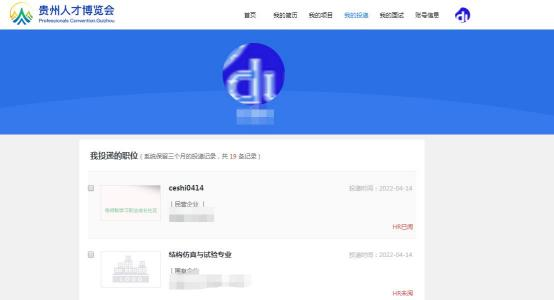 贵州人才博览会
Professionals Convention.Guizhou
首页 我的简历 我的项目 我的投递 我的面试 账号信息
我投递的职位（系统保留三个月的投递记录，共 19 条记录）
ceshi0414 投递时间：2022-04-14
| 民营企业 |
HR已阅
结构仿真与试验专业 投递时间：2022-04-14
HR未阅